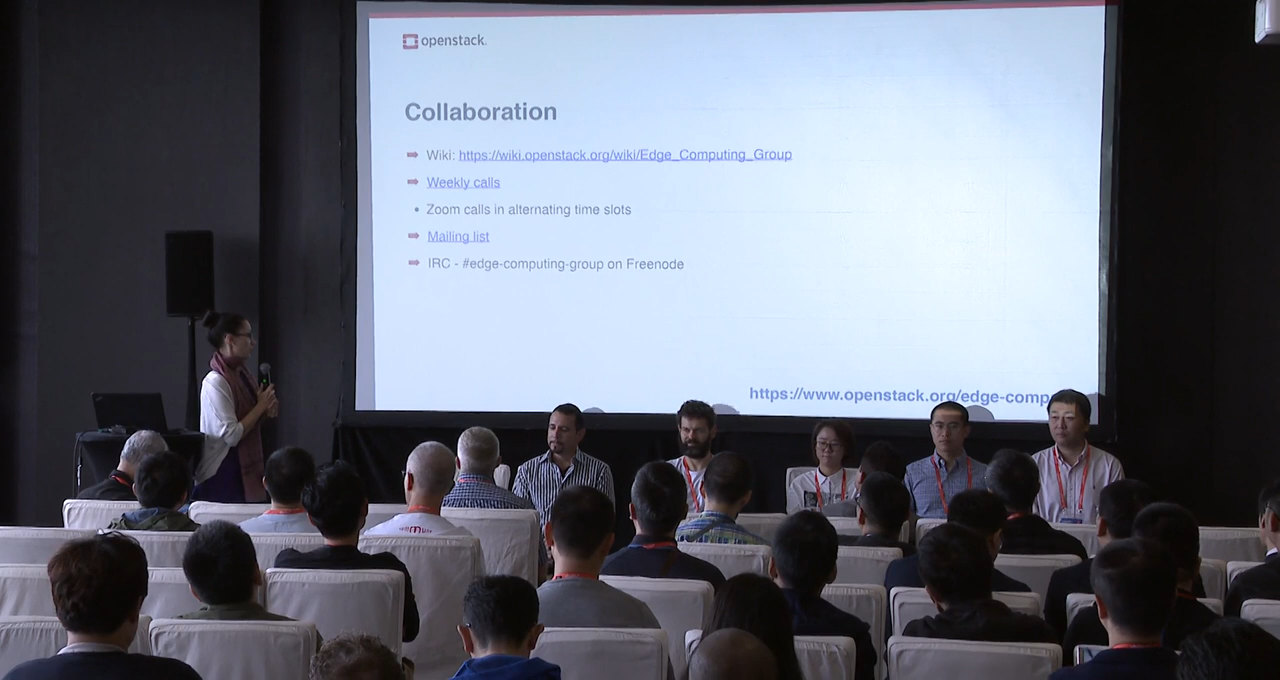 openstack.
Collaboration
Wiki: https://wiki.openstack.org/wiki/Edge_Computing_Group
Weekly calls
Zoom calls in alternating time slots
Mailing list
IRC - #edge-computing-group on Freenode
https://www.openstack.org/edge-comp